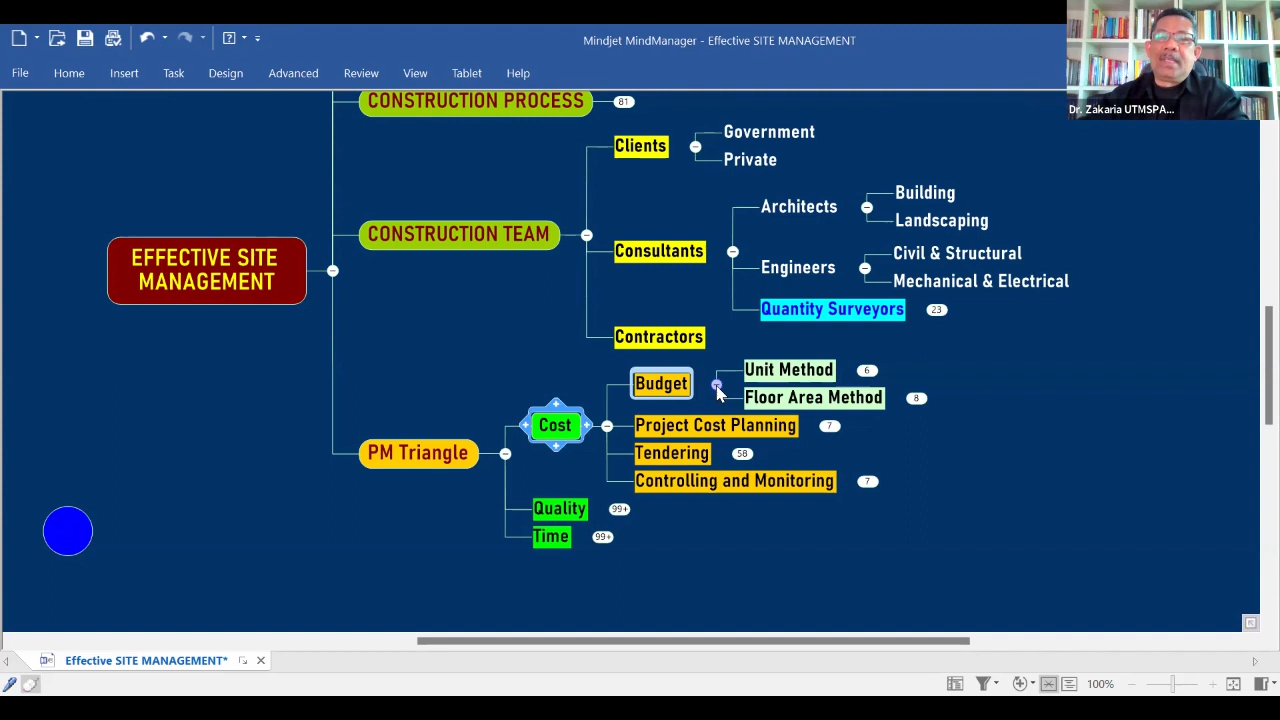 Mindjet MindManager - Effective SITE MANAGEMENT
File Home Insert Task Design Advanced Review View Tablet Help
Dr. Zakaria UTMSPA...
CONSTRUCTION PROCESS 81
Clients
Government
Private
CONSTRUCTION TEAM
Consultants
Architects
Building
Landscaping
Engineers
Civil & Structural
Mechanical & Electrical
Quantity Surveyors 23
Contractors
EFFECTIVE SITE
MANAGEMENT
PM Triangle
Cost
Budget
Unit Method 6
Floor Area Method 8
Project Cost Planning 7
Tendering 58
Controlling and Monitoring 7
Quality 99+
Time 99+
Effective SITE MANAGEMENT*
100%